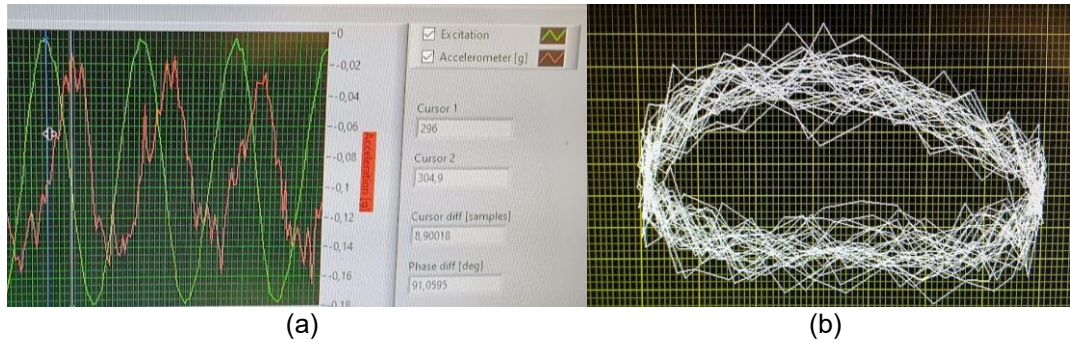 -0
Excitation
-0,02
Accelerometer [g]
-0,04
Cursor 1
-0,06
296
Acceleration [g]
-0,08
Cursor 2
-0,1
304,9
-0,12
Cursor diff [samples]
-0,14
8,90018
-0,16
Phase diff [deg]
91,0595
-0,18
(a)
(b)